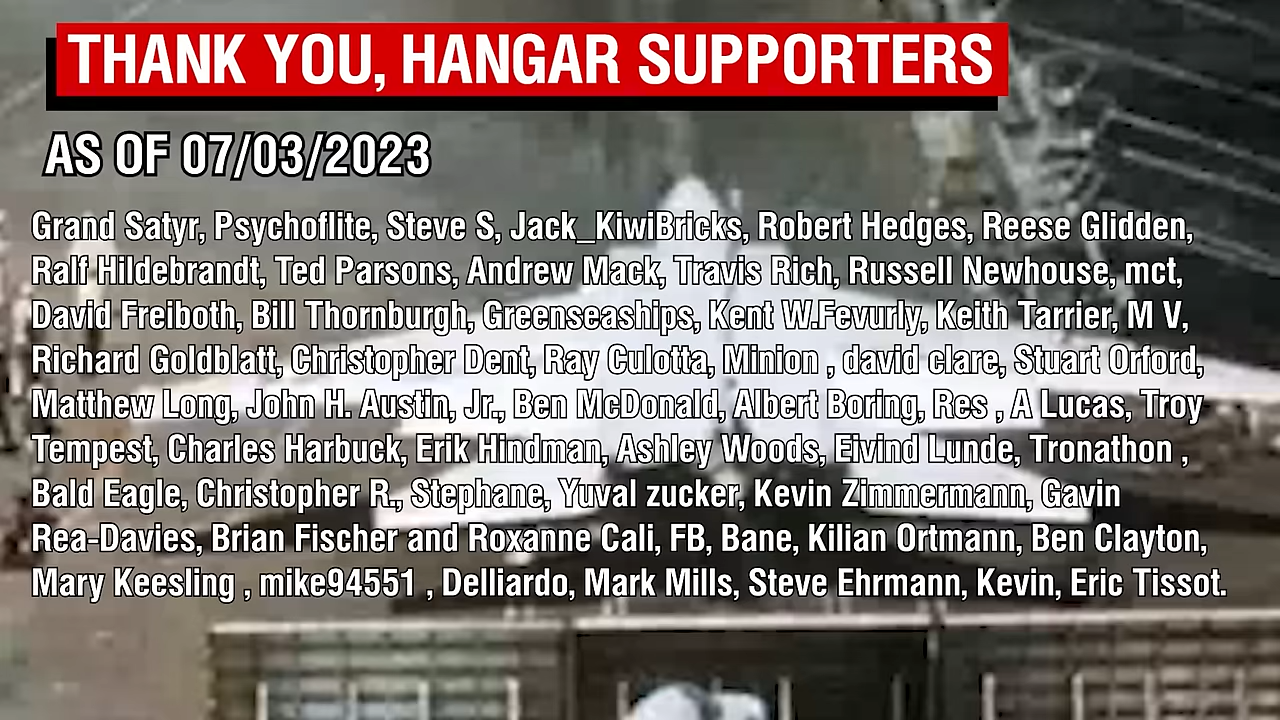 THANK YOU, HANGAR SUPPORTERS
AS OF 07/03/2023
Grand Satyr, Psychoflite, Steve S, Jack_KiwiBricks, Robert Hedges, Reese Glidden,
Ralf Hildebrandt, Ted Parsons, Andrew Mack, Travis Rich, Russell Newhouse, mct,
David Freiboth, Bill Thornburgh, Greenseaships, Kent W.Fevurly, Keith Tarrier, M V,
Richard Goldblatt, Christopher Dent, Ray Culotta, Minion , david clare, Stuart Orford,
Matthew Long, John H. Austin, Jr., Ben McDonald, Albert Boring, Res , A Lucas, Troy
Tempest, Charles Harbuck, Erik Hindman, Ashley Woods, Eivind Lunde, Tronathon ,
Bald Eagle, Christopher R., Stephane, Yuval zucker, Kevin Zimmermann, Gavin
Rea-Davies, Brian Fischer and Roxanne Cali, FB, Bane, Kilian Ortmann, Ben Clayton,
Mary Keesling , mike94551 , Delliardo, Mark Mills, Steve Ehrmann, Kevin, Eric Tissot.